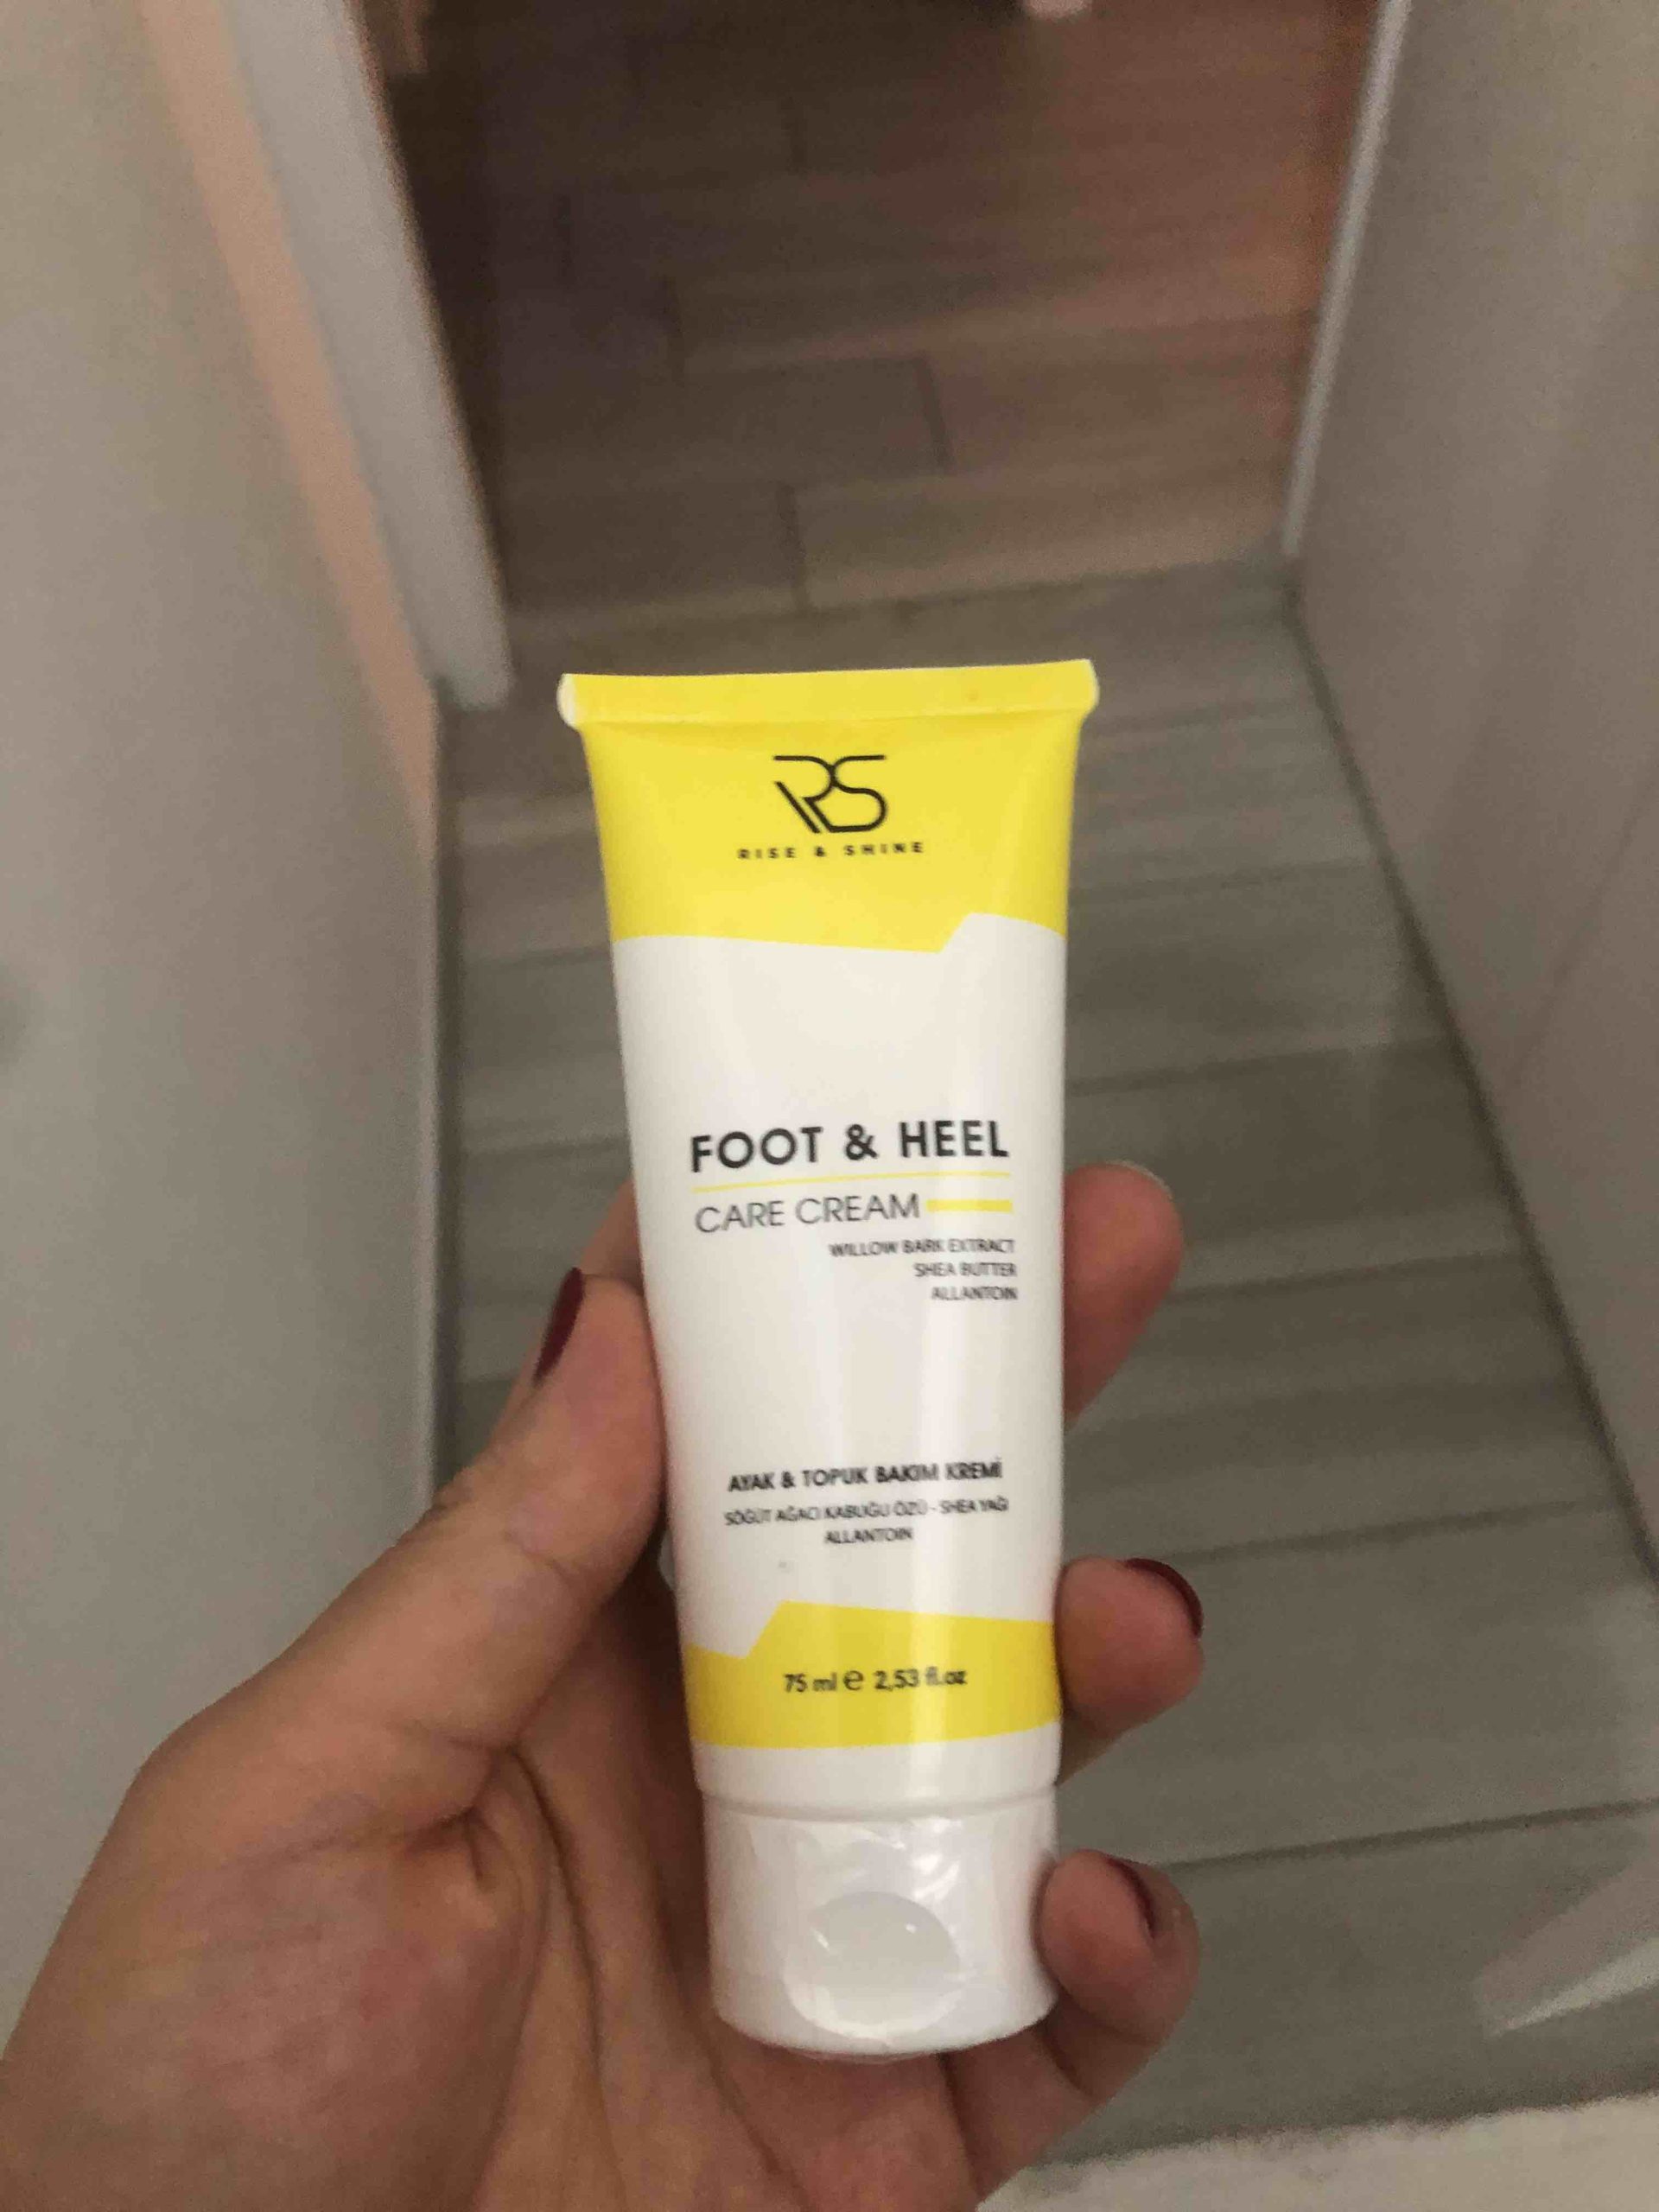 RS
RISE & SHINE
FOOT & HEEL
CARE CREAM
WILLOW BARK EXTRACT
SHEA BUTTER
ALLANTOIN
AYAK & TOPUK BAKIM KREMİ
SÖĞÜT AĞACI KABUĞU ÖZÜ - SHEA YAĞI
ALLANTOIN
75 ml ℮ 2,53 fl.oz